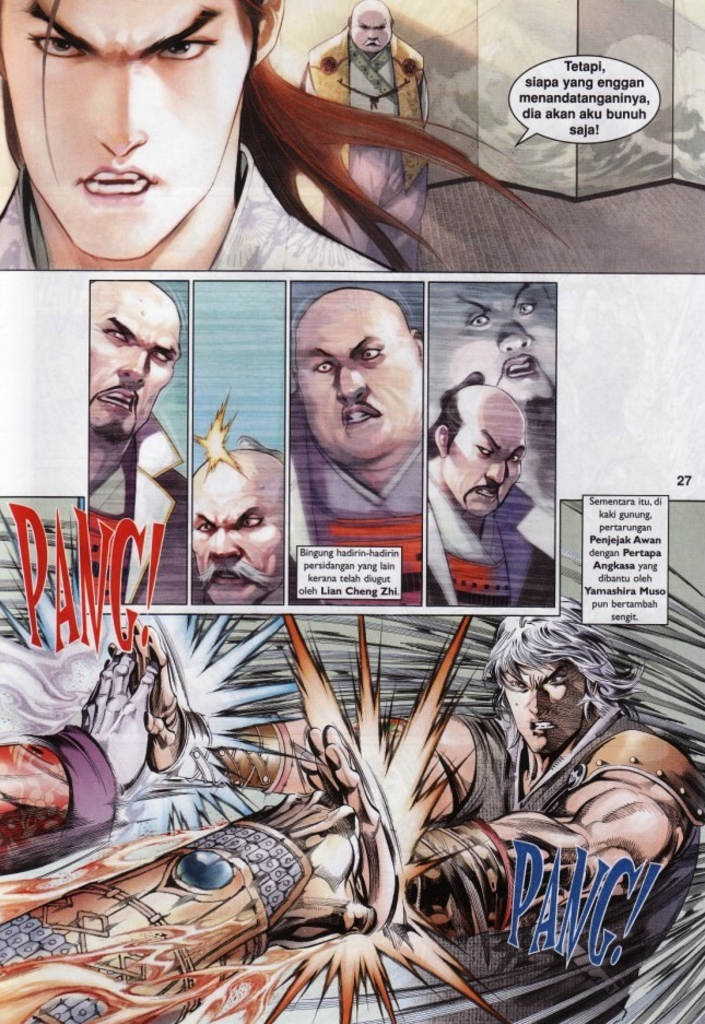 Tetapi,
siapa yang enggan
menandatanganinya,
dia akan aku bunuh
saja!
27
Bingung hadirin-hadirin
persidangan yang lain
kerana telah diugut
oleh Lian Cheng Zhi.
Sementara itu, di
kaki gunung,
pertarungan
Penjejak Awan
dengan Pertapa
Angkasa yang
dibantu oleh
Yamashira Muso
pun bertambah
sengit.
PANG!
PANG!